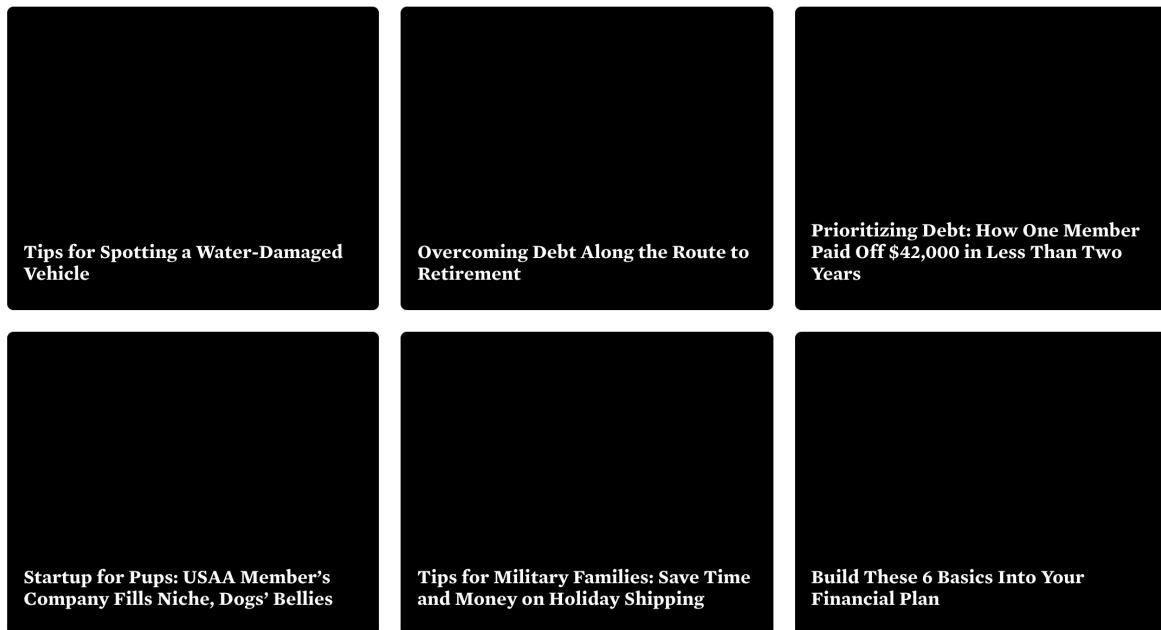 Tips for Spotting a Water-Damaged
Vehicle
Overcoming Debt Along the Route to
Retirement
Prioritizing Debt: How One Member
Paid Off $42,000 in Less Than Two
Years
Startup for Pups: USAA Member’s
Company Fills Niche, Dogs’ Bellies
Tips for Military Families: Save Time
and Money on Holiday Shipping
Build These 6 Basics Into Your
Financial Plan